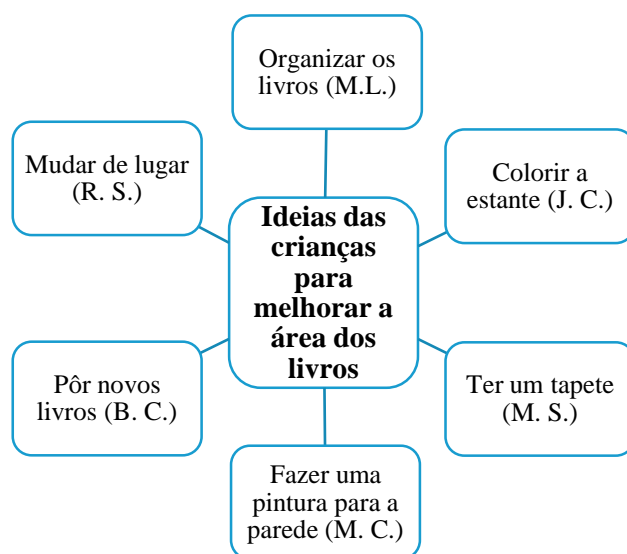 Organizar os
livros (M.L.)
Mudar de lugar
(R. S.)
Colorir a
estante (J. C.)
Ideias das
crianças
para
melhorar a
área dos
livros
Pôr novos
livros (B. C.)
Ter um tapete
(M. S.)
Fazer uma
pintura para a
parede (M. C.)